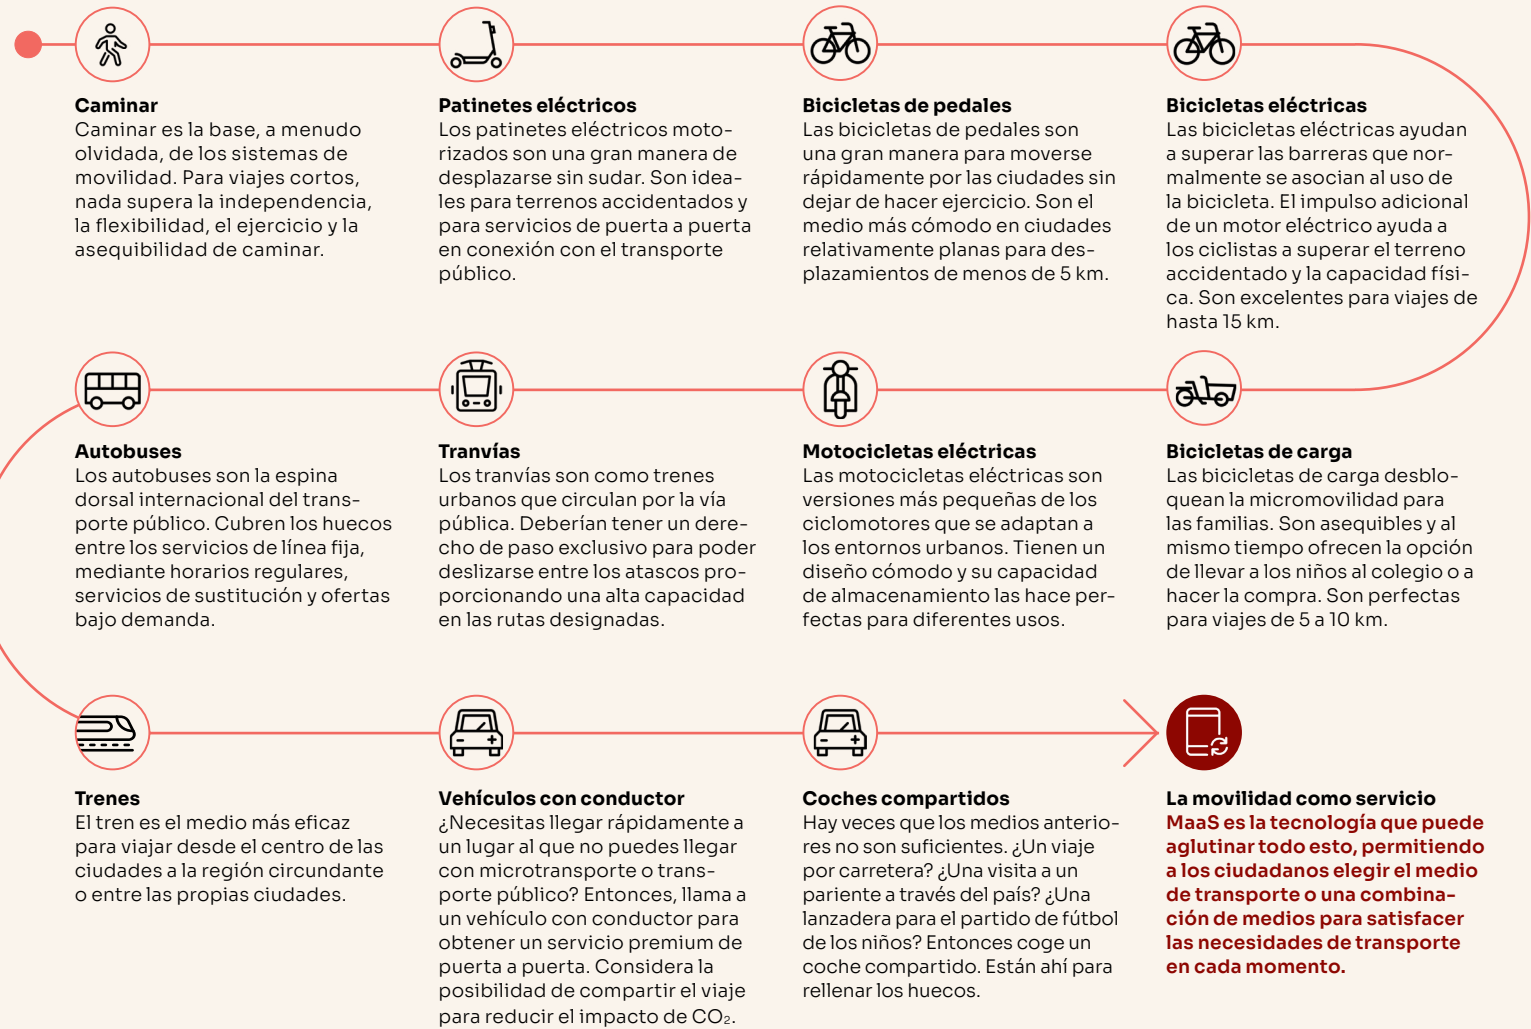 Caminar
Caminar es la base, a menudo
olvidada, de los sistemas de
movilidad. Para viajes cortos,
nada supera la independencia,
la flexibilidad, el ejercicio y la
asequibilidad de caminar.
Patinetes eléctricos
Los patinetes eléctricos moto-
rizados son una gran manera de
desplazarse sin sudar. Son idea-
les para terrenos accidentados y
para servicios de puerta a puerta
en conexión con el transporte
público.
Bicicletas de pedales
Las bicicletas de pedales son
una gran manera para moverse
rápidamente por las ciudades sin
dejar de hacer ejercicio. Son el
medio más cómodo en ciudades
relativamente planas para des-
plazamientos de menos de 5 km.
Bicicletas eléctricas
Las bicicletas eléctricas ayudan
a superar las barreras que nor-
malmente se asocian al uso de
la bicicleta. El impulso adicional
de un motor eléctrico ayuda a
los ciclistas a superar el terreno
accidentado y la capacidad físi-
ca. Son excelentes para viajes de
hasta 15 km.
Autobuses
Los autobuses son la espina
dorsal internacional del trans-
porte público. Cubren los huecos
entre los servicios de línea fija,
mediante horarios regulares,
servicios de sustitución y ofertas
bajo demanda.
Tranvías
Los tranvías son como trenes
urbanos que circulan por la vía
pública. Deberían tener un dere-
cho de paso exclusivo para poder
deslizarse entre los atascos pro-
porcionando una alta capacidad
en las rutas designadas.
Motocicletas eléctricas
Las motocicletas eléctricas son
versiones más pequeñas de los
ciclomotores que se adaptan a
los entornos urbanos. Tienen un
diseño cómodo y su capacidad
de almacenamiento las hace per-
fectas para diferentes usos.
Bicicletas de carga
Las bicicletas de carga desblo-
quean la micromovilidad para
las familias. Son asequibles y al
mismo tiempo ofrecen la opción
de llevar a los niños al colegio o a
hacer la compra. Son perfectas
para viajes de 5 a 10 km.
Trenes
El tren es el medio más eficaz
para viajar desde el centro de las
ciudades a la región circundante
o entre las propias ciudades.
Vehículos con conductor
¿Necesitas llegar rápidamente a
un lugar al que no puedes llegar
con microtransporte o trans-
porte público? Entonces, llama a
un vehículo con conductor para
obtener un servicio premium de
puerta a puerta. Considera la
posibilidad de compartir el viaje
para reducir el impacto de CO₂.
Coches compartidos
Hay veces que los medios anterio-
res no son suficientes. ¿Un viaje
por carretera? ¿Una visita a un
pariente a través del país? ¿Una
lanzadera para el partido de fútbol
de los niños? Entonces coge un
coche compartido. Están ahí para
rellenar los huecos.
La movilidad como servicio
MaaS es la tecnología que puede
aglutinar todo esto, permitiendo
a los ciudadanos elegir el medio
de transporte o una combina-
ción de medios para satisfacer
las necesidades de transporte
en cada momento.